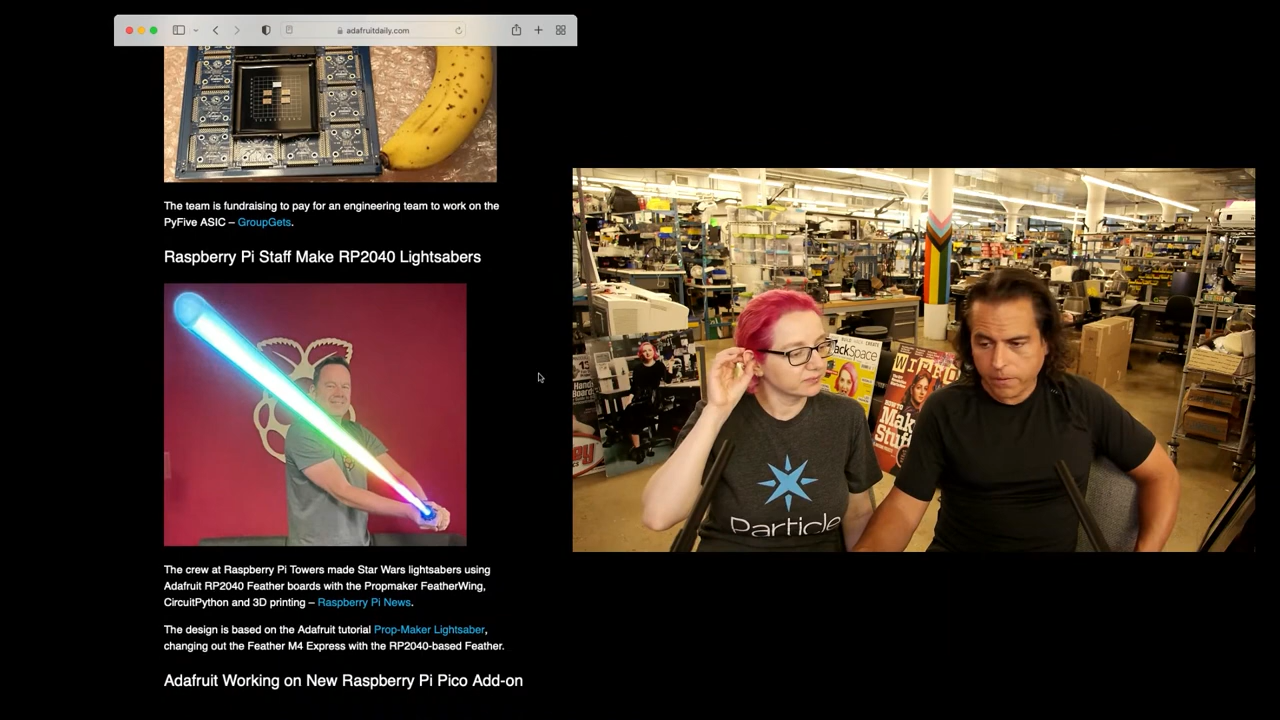 adafruitdaily.com
The team is fundraising to pay for an engineering team to work on the
PyFive ASIC – GroupGets.
Raspberry Pi Staff Make RP2040 Lightsabers
The crew at Raspberry Pi Towers made Star Wars lightsabers using
Adafruit RP2040 Feather boards with the Propmaker FeatherWing,
CircuitPython and 3D printing – Raspberry Pi News.
The design is based on the Adafruit tutorial Prop-Maker Lightsaber,
changing out the Feather M4 Express with the RP2040-based Feather.
Adafruit Working on New Raspberry Pi Pico Add-on
ackSpace
WIRED
HOW TO
Make
Stuff
Particle